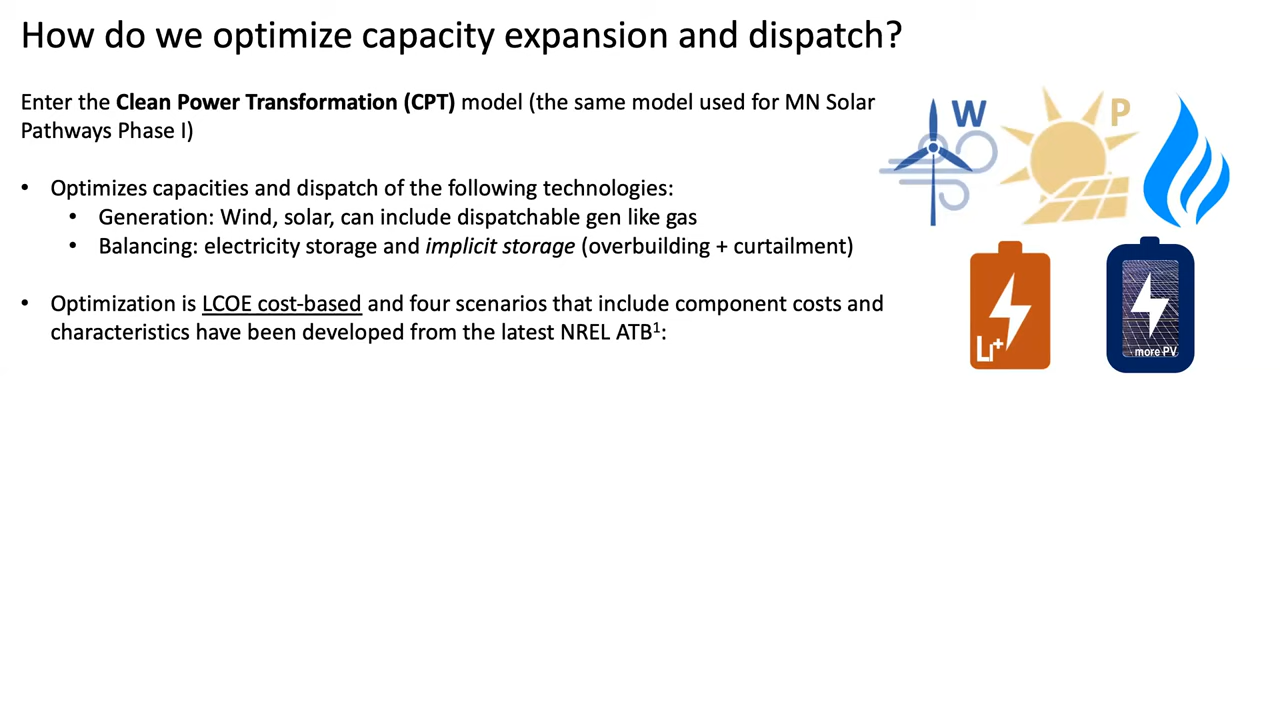 How do we optimize capacity expansion and dispatch?
Enter the Clean Power Transformation (CPT) model (the same model used for MN Solar
Pathways Phase I)
• Optimizes capacities and dispatch of the following technologies:
• Generation: Wind, solar, can include dispatchable gen like gas
• Balancing: electricity storage and implicit storage (overbuilding + curtailment)
• Optimization is LCOE cost-based and four scenarios that include component costs and
characteristics have been developed from the latest NREL ATB¹:
W
P
Li+
more PV